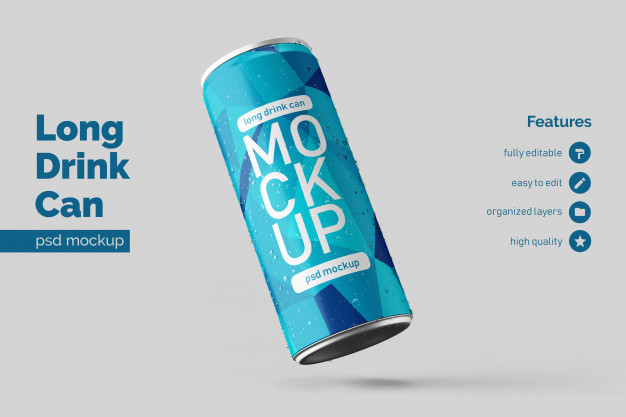 Long
Drink
Can
psd mockup
long drink can
MO
CK
UP
psd mockup
Features
fully editable
easy to edit
organized layers
high quality